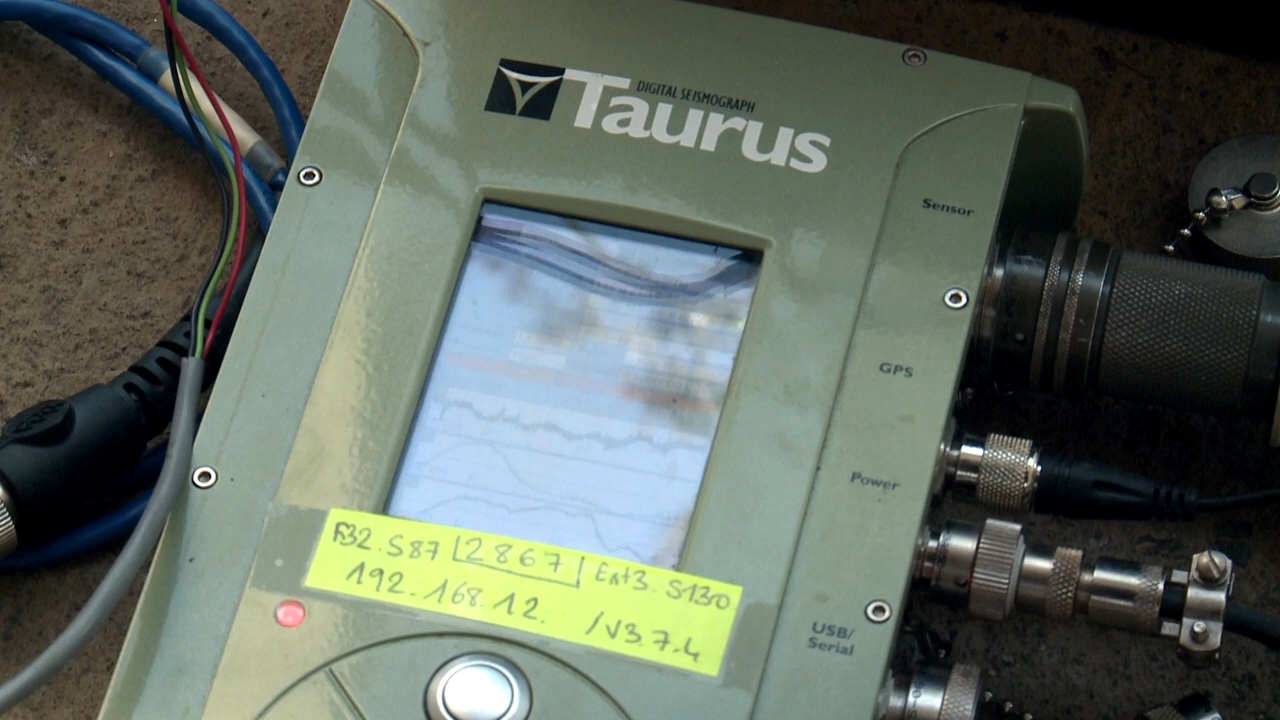 DIGITAL SEISMOGRAPH
Taurus
Sensor
GPS
Power
USB/
Serial
F32.S87 2867 Ent3.S130
192.168.12. /V3.7.4